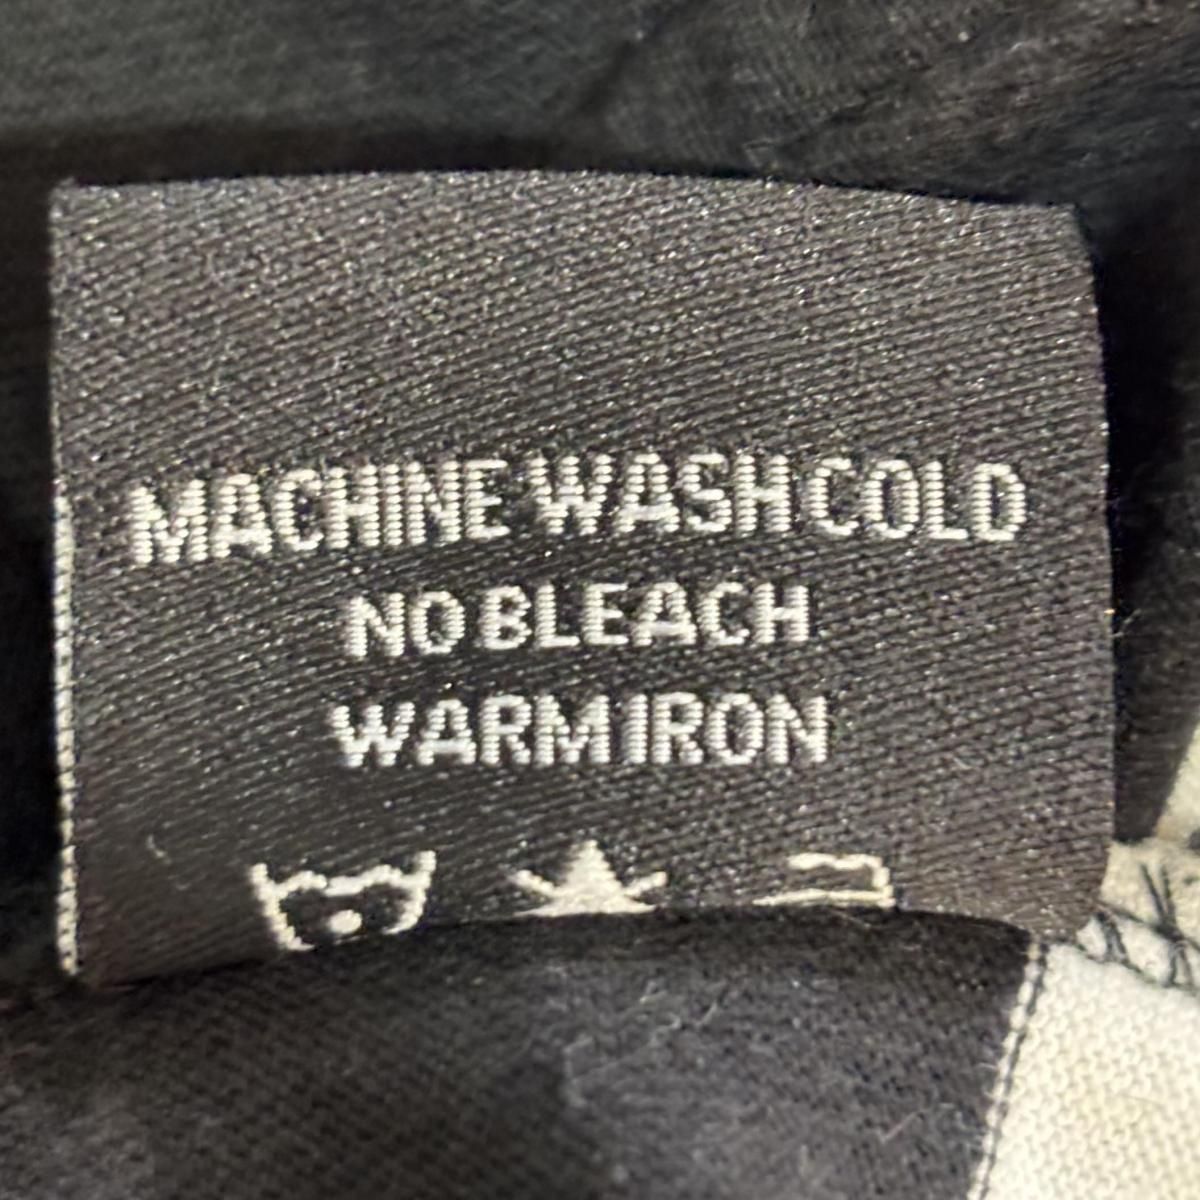 MACHINE WASH COLD
NO BLEACH
WARM IRON